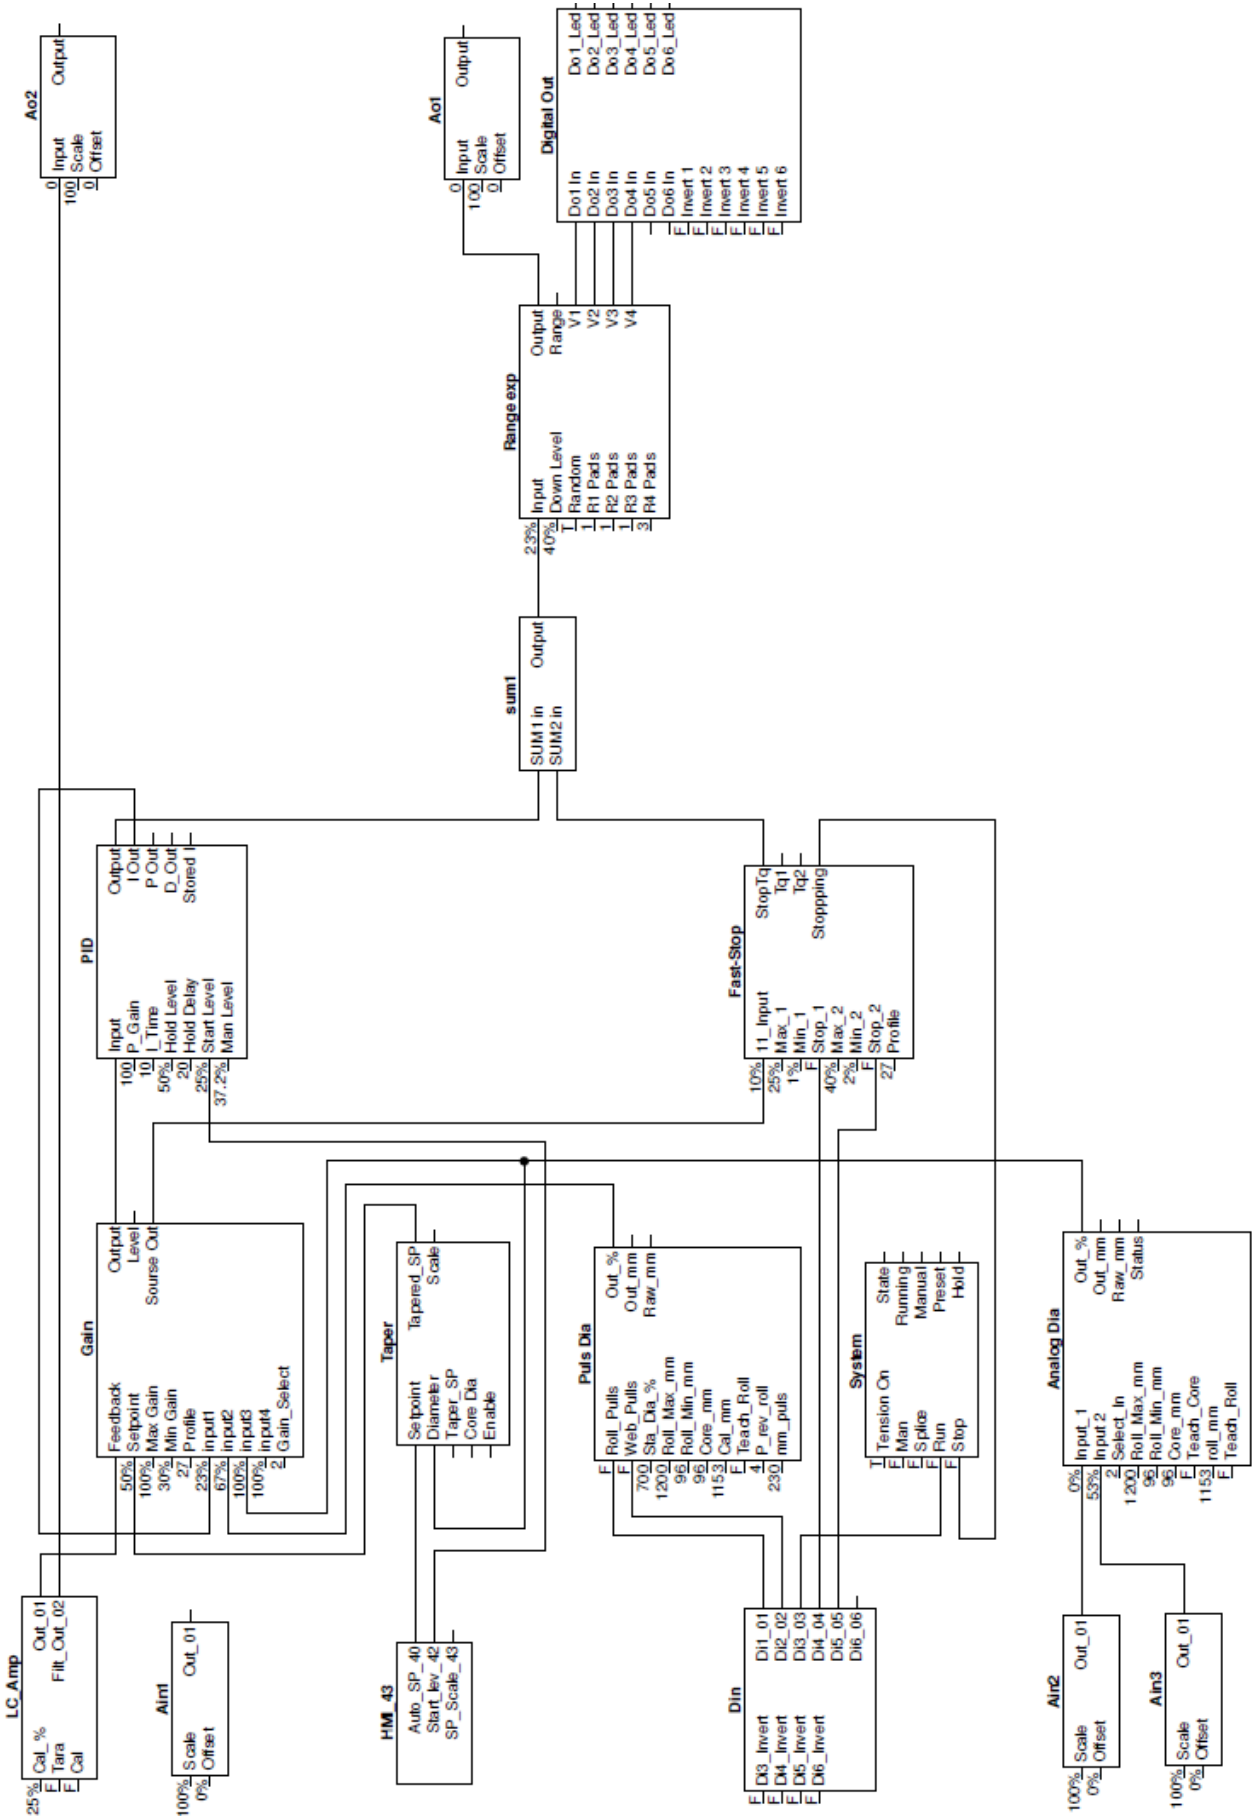 LC_Amp
25% Cal_% Out_01
F Tara Filt_Out_02
F Cal
Ain1
100% Scale Out_01
0% Offset
HMI_43
Auto_SP_40
Start_lev_42
SP_Scale_43
Din
F Di3_Invert Di1_01
F Di4_Invert Di2_02
F Di5_Invert Di3_03
F Di6_Invert Di4_04
Di5_05
Di6_06
Ain2
100% Scale Out_01
0% Offset
Ain3
100% Scale Out_01
0% Offset
Gain
Feedback Output
50% Setpoint Level
100% Max Gain Sourse Out
30% Min Gain
27 Profile
23% input1
67% input2
100% input3
100% input4
2 Gain_Select
Taper
Setpoint Tapered_SP
Diameter Scale
Taper_SP
Core Dia
Enable
Puls Dia
F Roll_Pulls Out_%
F Web_Pulls Out_mm
700 Sta_Dia_% Raw_mm
1200 Roll_Max_mm
96 Roll_Min_mm
96 Core_mm
1153 Cal_mm
F Teach_Roll
4 P_rev_roll
230 mm_puls
System
T Tension On State
F Man Running
F Splice Manual
F Run Preset
F Stop Hold
Analog Dia
0% Input_1 Out_%
53% Input 2 Out_mm
2 Select_In Raw_mm
1200 Roll_Max_mm Status
96 Roll_Min_mm
96 Core_mm
F Teach_Core
1153 roll_mm
F Teach_Roll
PID
Input Output
100 P_Gain I Out
10 I_Time P Out
50% Hold Level D_Out
20 Hold Delay Stored I
25% Start Level
37.2% Man Level
Fast-Stop
10% 11_Input StopTq
25% Max_1 Tq1
1% Min_1 Tq2
F Stop_1 Stoppping
40% Max_2
2% Min_2
F Stop_2
27 Profile
sum1
SUM1 in Output
SUM2 in
Range exp
23% Input Output
40% Down Level Range
T Random V1
1 R1 Pads V2
1 R2 Pads V3
1 R3 Pads V4
3 R4 Pads
Ao2
0 Input Output
100 Scale
0 Offset
Ao1
0 Input Output
100 Scale
0 Offset
Digital Out
Do1 In Do1_Led
Do2 In Do2_Led
Do3 In Do3_Led
Do4 In Do4_Led
Do5 In Do5_Led
Do6 In Do6_Led
F Invert 1
F Invert 2
F Invert 3
F Invert 4
F Invert 5
F Invert 6